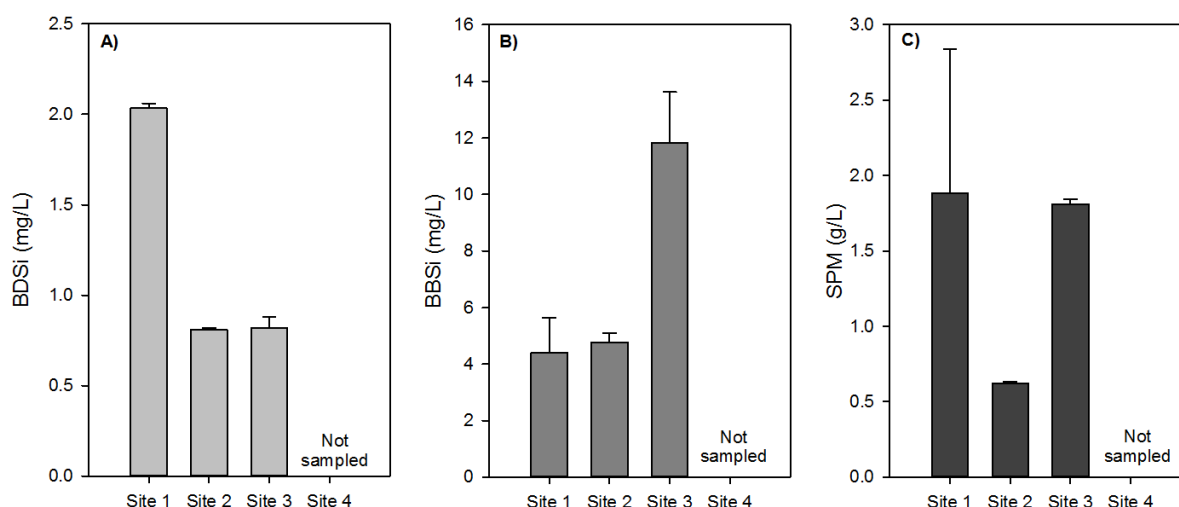 A)
BDSi (mg/L)
2.5
2.0
1.5
1.0
0.5
0.0
Not
sampled
Site 1 Site 2 Site 3 Site 4
B)
BBSi (mg/L)
16
14
12
10
8
6
4
2
0
Not
sampled
Site 1 Site 2 Site 3 Site 4
C)
SPM (g/L)
3.0
2.5
2.0
1.5
1.0
0.5
0.0
Not
sampled
Site 1 Site 2 Site 3 Site 4